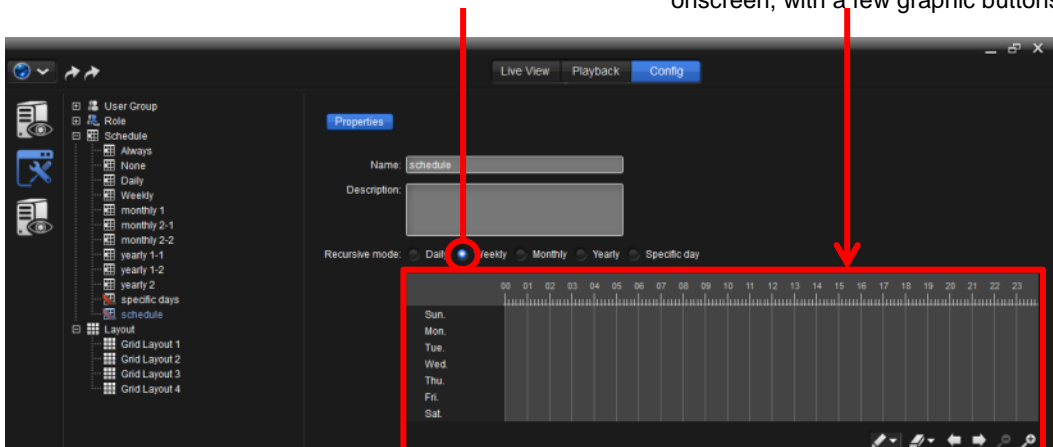 onscreen, with a few graphic buttons
Live View Playback Config
User Group
Role
Schedule
Always
None
Daily
Weekly
monthly 1
monthly 2-1
monthly 2-2
yearly 1-1
yearly 1-2
yearly 2
specific days
schedule
Layout
Grid Layout 1
Grid Layout 2
Grid Layout 3
Grid Layout 4
Properties
Name: schedule
Description:
Recursive mode: Daily Weekly Monthly Yearly Specific day
00 01 02 03 04 05 06 07 08 09 10 11 12 13 14 15 16 17 18 19 20 21 22 23
Sun.
Mon.
Tue.
Wed.
Thu.
Fri.
Sat.